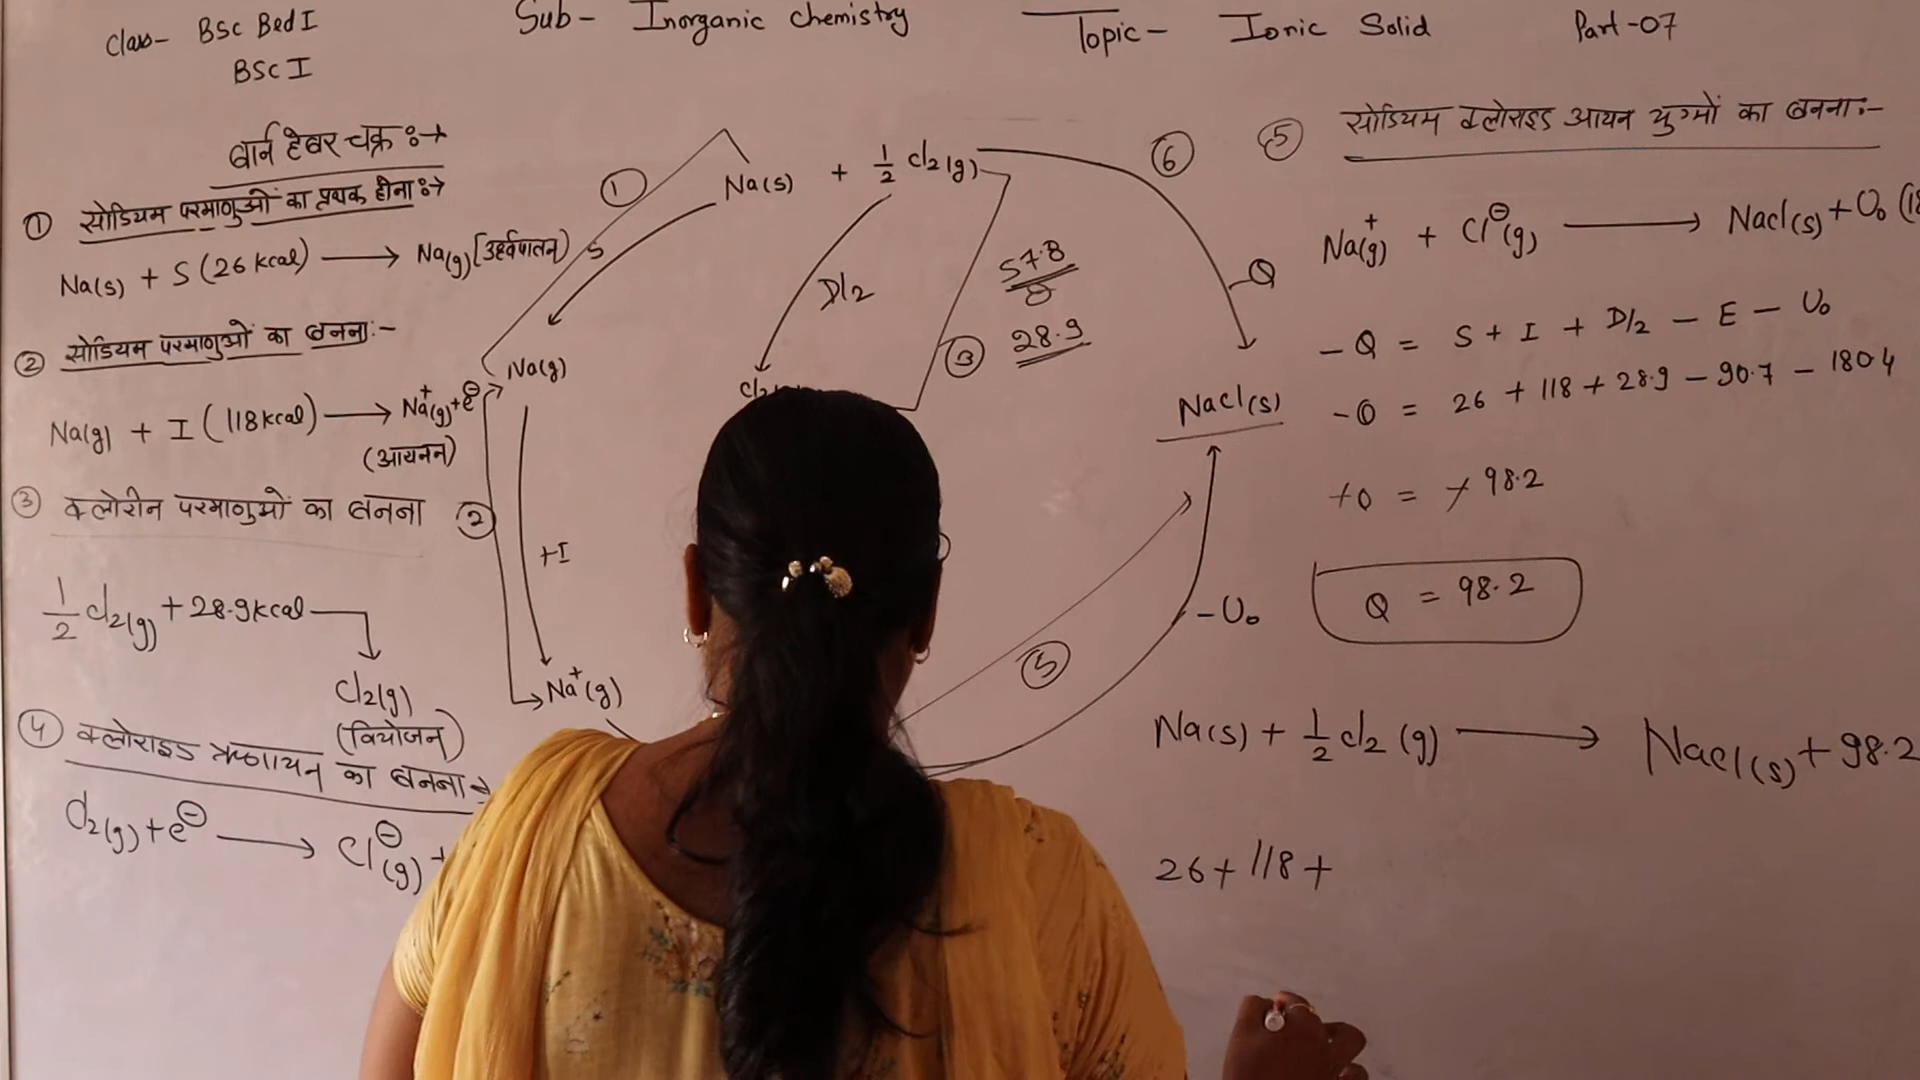 Class- BSc Bed I
BSc I
Sub- Inorganic Chemistry
Topic- Ionic Solid
Part-07
बार्न हेबर चक्र :→
① सोडियम परमाणुओं का प्रथक होना :→
Na(s) + S (26 kcal) → Na(g) [उर्ध्वपातन)
② सोडियम परमाणुओं का बनना :-
Na(g) + I (118 kcal) → Na⁺(g) + e⊖
(आयनन)
③ क्लोरीन परमाणुओं का बनना
1/2 Cl2(g) + 28.9 kcal →
Cl2(g)
(वियोजन)
④ क्लोराइड ऋणायन का बनना →
Cl2(g) + e⊖ → Cl⊖(g) +
① Na(s) + 1/2 Cl2(g)
S
D/2
57.8
28.9
③
⑥
Q
Na(g)
Cl2
NaCl(s)
②
+I
-U₀
⑤
Na⁺(g)
⑤ सोडियम क्लोराइड आयन युग्मों का बनना :-
Na⁺(g) + Cl⊖(g) → NaCl(s) + U₀ (18
- Q = S + I + D/2 - E - U₀
- Q = 26 + 118 + 28.9 - 90.7 - 180.4
+Q = + 98.2
Q = 98.2
Na(s) + 1/2 Cl2 (g) → NaCl(s) + 98.2
26 + 118 +